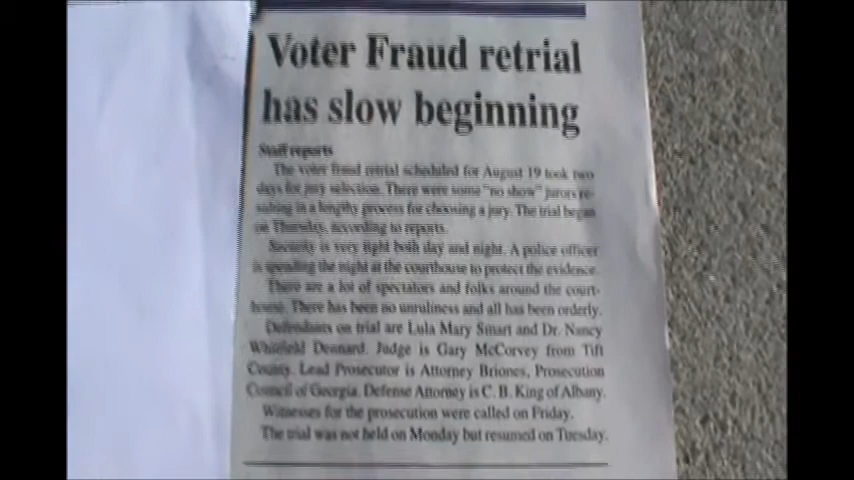 Voter Fraud retrial
has slow beginning
Staff reports
The voter fraud retrial scheduled for August 19 took two
days for jury selection. There were some "no show" jurors re-
sulting in a lengthy process for choosing a jury. The trial began
on Thursday, according to reports.
Security is very tight both day and night. A police officer
is spending the night at the courthouse to protect the evidence.
There are a lot of spectators and folks around the court-
house. There has been no unruliness and all has been orderly.
Defendants on trial are Lula Mary Smart and Dr. Nancy
Whitfield Dennard. Judge is Gary McCorvey from Tift
County. Lead Prosecutor is Attorney Briones, Prosecution
Council of Georgia. Defense Attorney is C. B. King of Albany.
Witnesses for the prosecution were called on Friday.
The trial was not held on Monday but resumed on Tuesday.